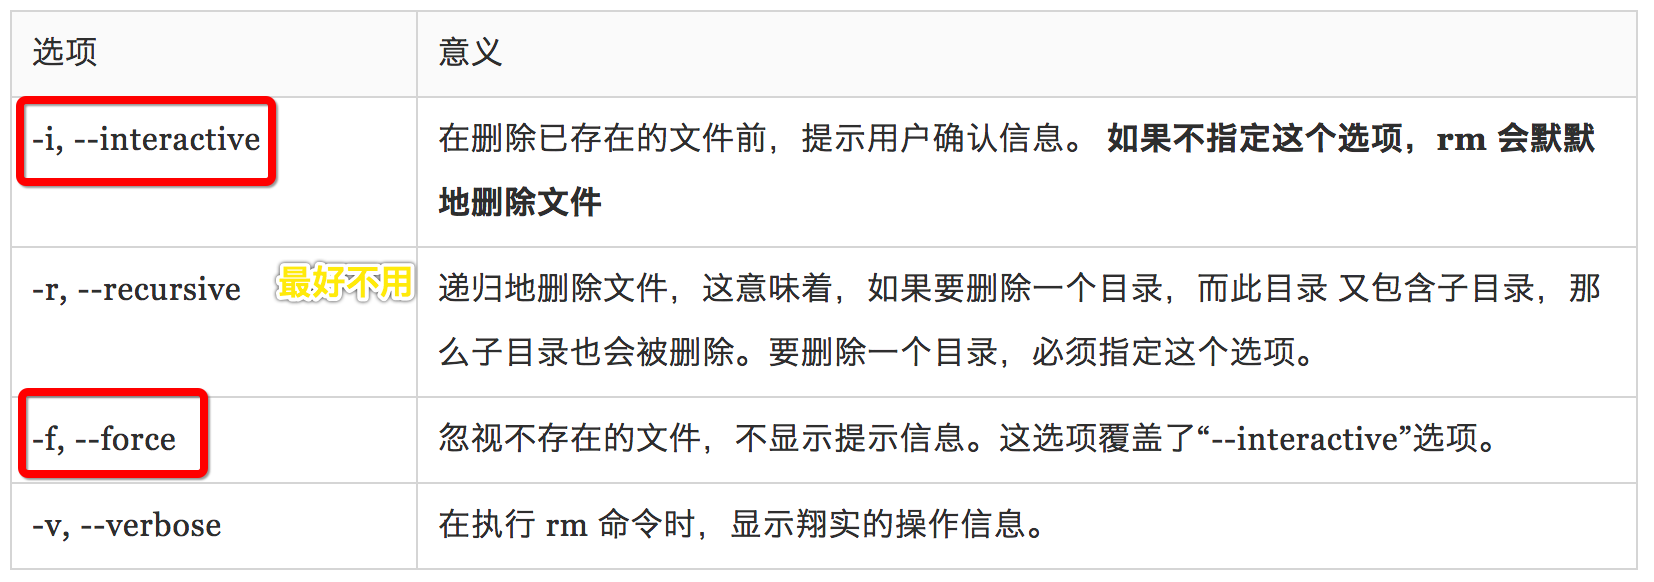 选项 意义
-i, --interactive 在删除已存在的文件前，提示用户确认信息。 如果不指定这个选项，rm 会默默
地删除文件
-r, --recursive 最好不用 递归地删除文件，这意味着，如果要删除一个目录，而此目录 又包含子目录，那
么子目录也会被删除。要删除一个目录，必须指定这个选项。
-f, --force 忽视不存在的文件，不显示提示信息。这选项覆盖了“--interactive”选项。
-v, --verbose 在执行 rm 命令时，显示翔实的操作信息。